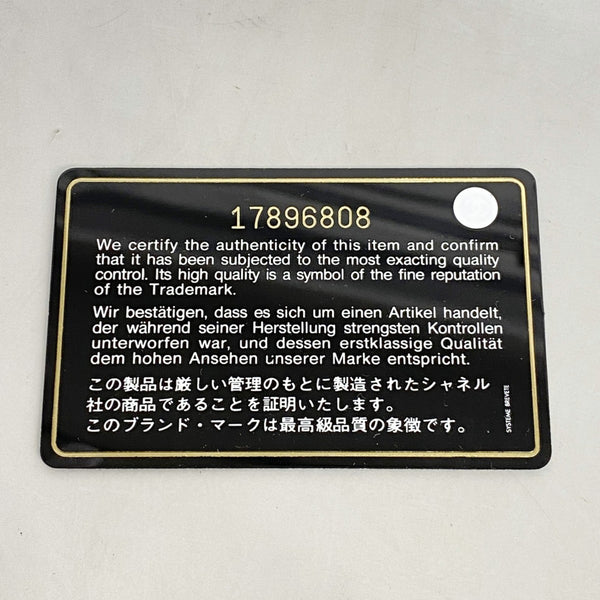 17896808
We certify the authenticity of this item and confirm
that it has been subjected to the most exacting quality
control. Its high quality is a symbol of the fine reputation
of the Trademark.
Wir bestätigen, dass es sich um einen Artikel handelt,
der während seiner Herstellung strengsten Kontrollen
unterworfen war, und dessen erstklassige Qualität
dem hohen Ansehen unserer Marke entspricht.
この製品は厳しい管理のもとに製造されたシャネル
社の商品であることを証明いたします。
このブランド・マークは最高級品質の象徴です。
SYSTEME BREVETE